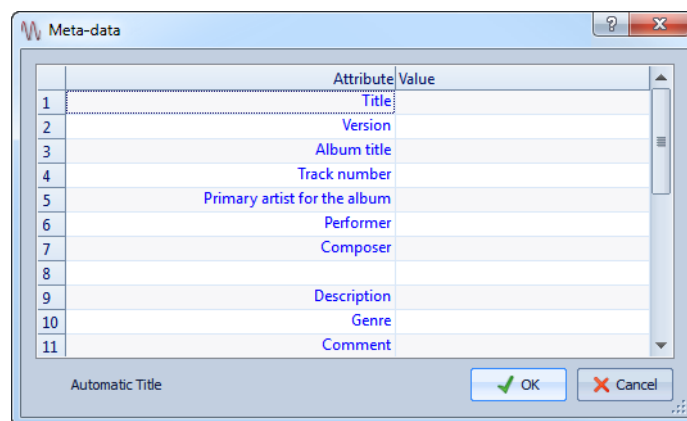 Meta-data
?
Attribute Value
1 Title
2 Version
3 Album title
4 Track number
5 Primary artist for the album
6 Performer
7 Composer
8
9 Description
10 Genre
11 Comment
Automatic Title OK Cancel